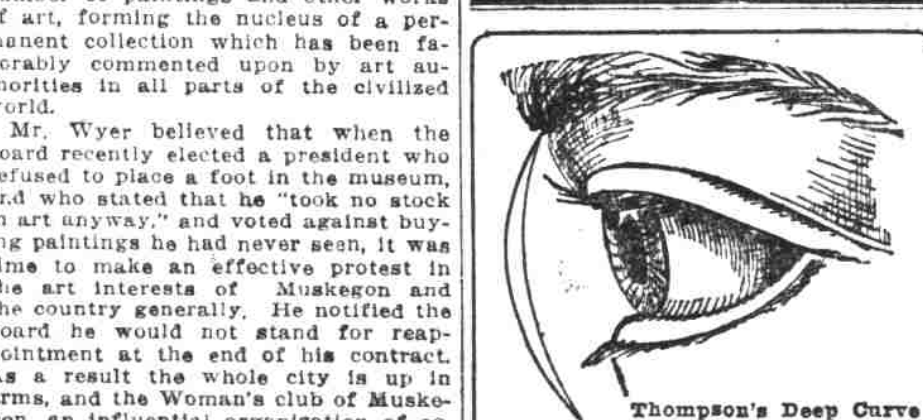 of art, forming the nucleus of a per-
manent collection which has been fa-
vorably commented upon by art au-
thorities in all parts of the civilized
world.
Mr. Wyer believed that when the
board recently elected a president who
refused to place a foot in the museum,
ar.d who stated that he "took no stock
in art anyway," and voted against buy-
ing paintings he had never seen, it was
time to make an effective protest in
the art interests of Muskegon and
the country generally. He notified the
board he would not stand for reap-
pointment at the end of his contract.
As a result the whole city is up in
arms, and the Woman's club of Muske-
Thompson's Deep Curve